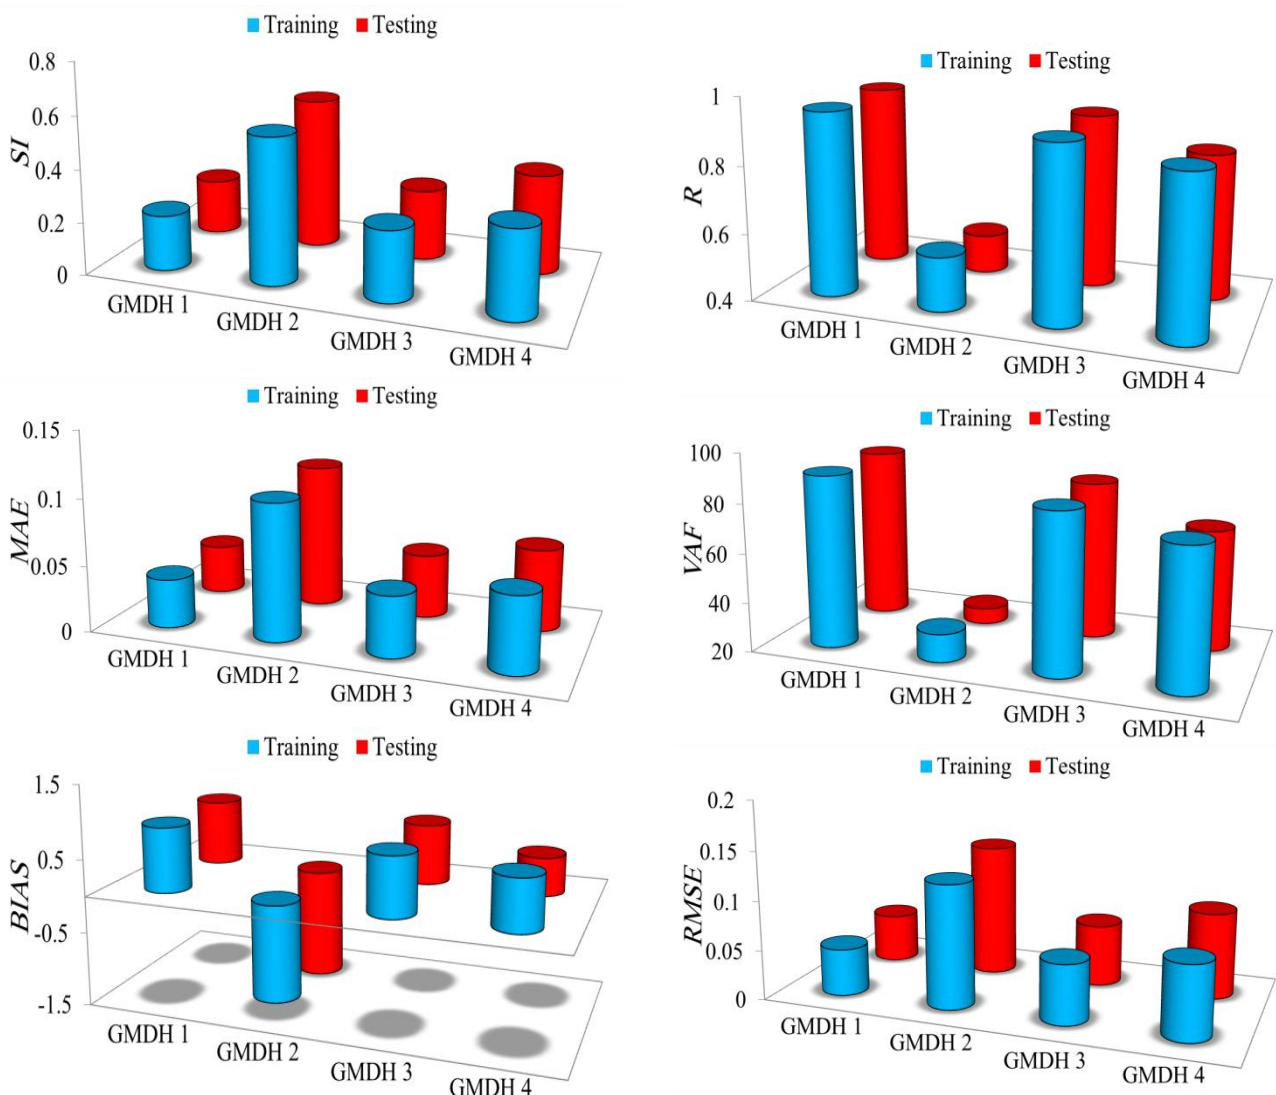 Training Testing
0.8
0.6
0.4
0.2
0
SI
GMDH 1
GMDH 2
GMDH 3
GMDH 4
Training Testing
1
0.8
0.6
0.4
R
GMDH 1
GMDH 2
GMDH 3
GMDH 4
Training Testing
0.15
0.1
0.05
0
MAE
GMDH 1
GMDH 2
GMDH 3
GMDH 4
Training Testing
100
80
60
40
20
VAF
GMDH 1
GMDH 2
GMDH 3
GMDH 4
Training Testing
1.5
0.5
-0.5
-1.5
BIAS
GMDH 1
GMDH 2
GMDH 3
GMDH 4
Training Testing
0.2
0.15
0.1
0.05
0
RMSE
GMDH 1
GMDH 2
GMDH 3
GMDH 4